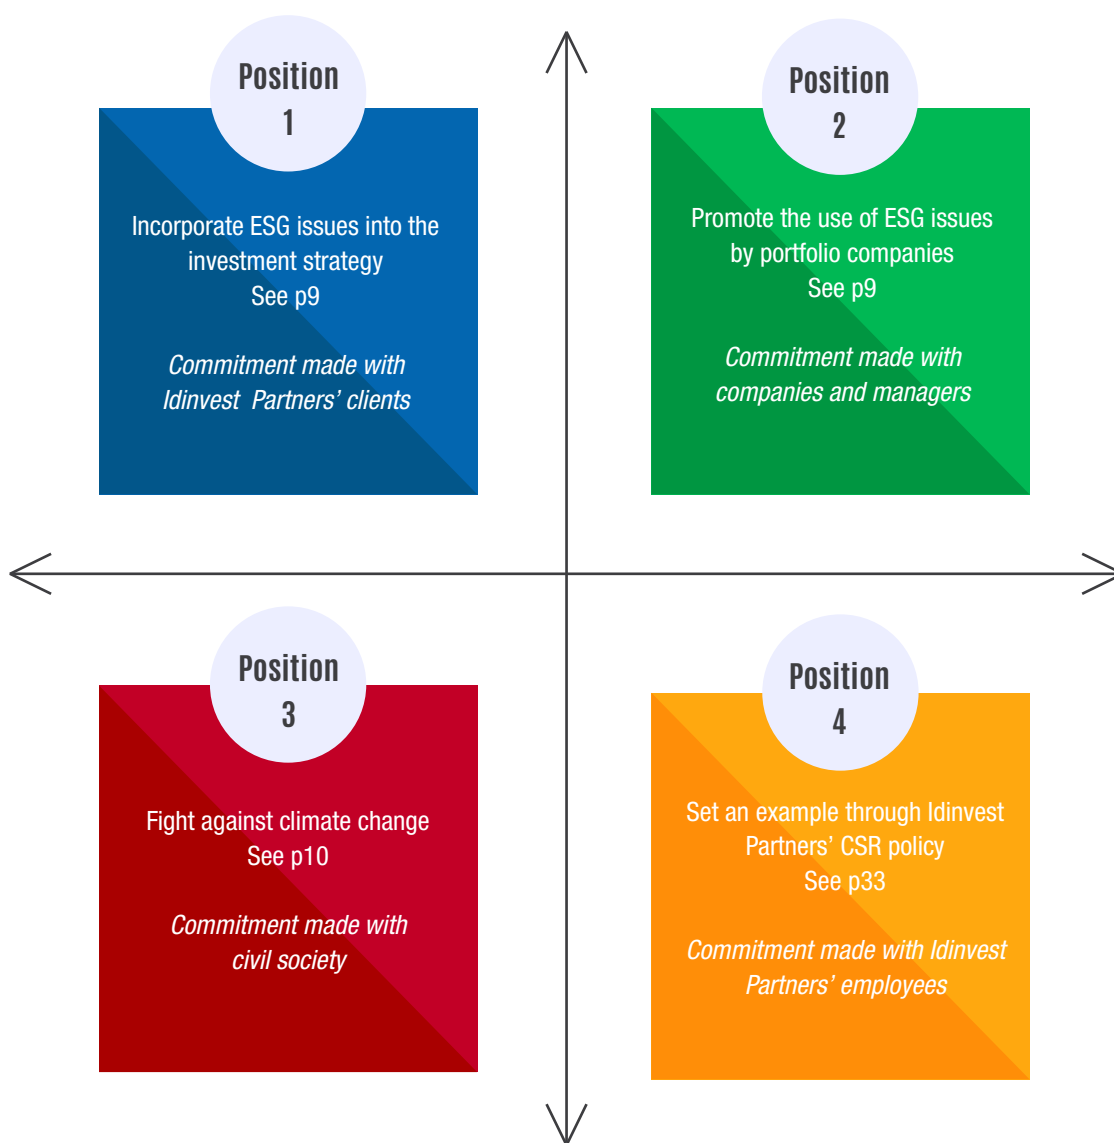 Position
1
Incorporate ESG issues into the
investment strategy
See p9
Commitment made with
Idinvest Partners’ clients
Position
2
Promote the use of ESG issues
by portfolio companies
See p9
Commitment made with
companies and managers
Position
3
Fight against climate change
See p10
Commitment made with
civil society
Position
4
Set an example through Idinvest
Partners’ CSR policy
See p33
Commitment made with Idinvest
Partners’ employees